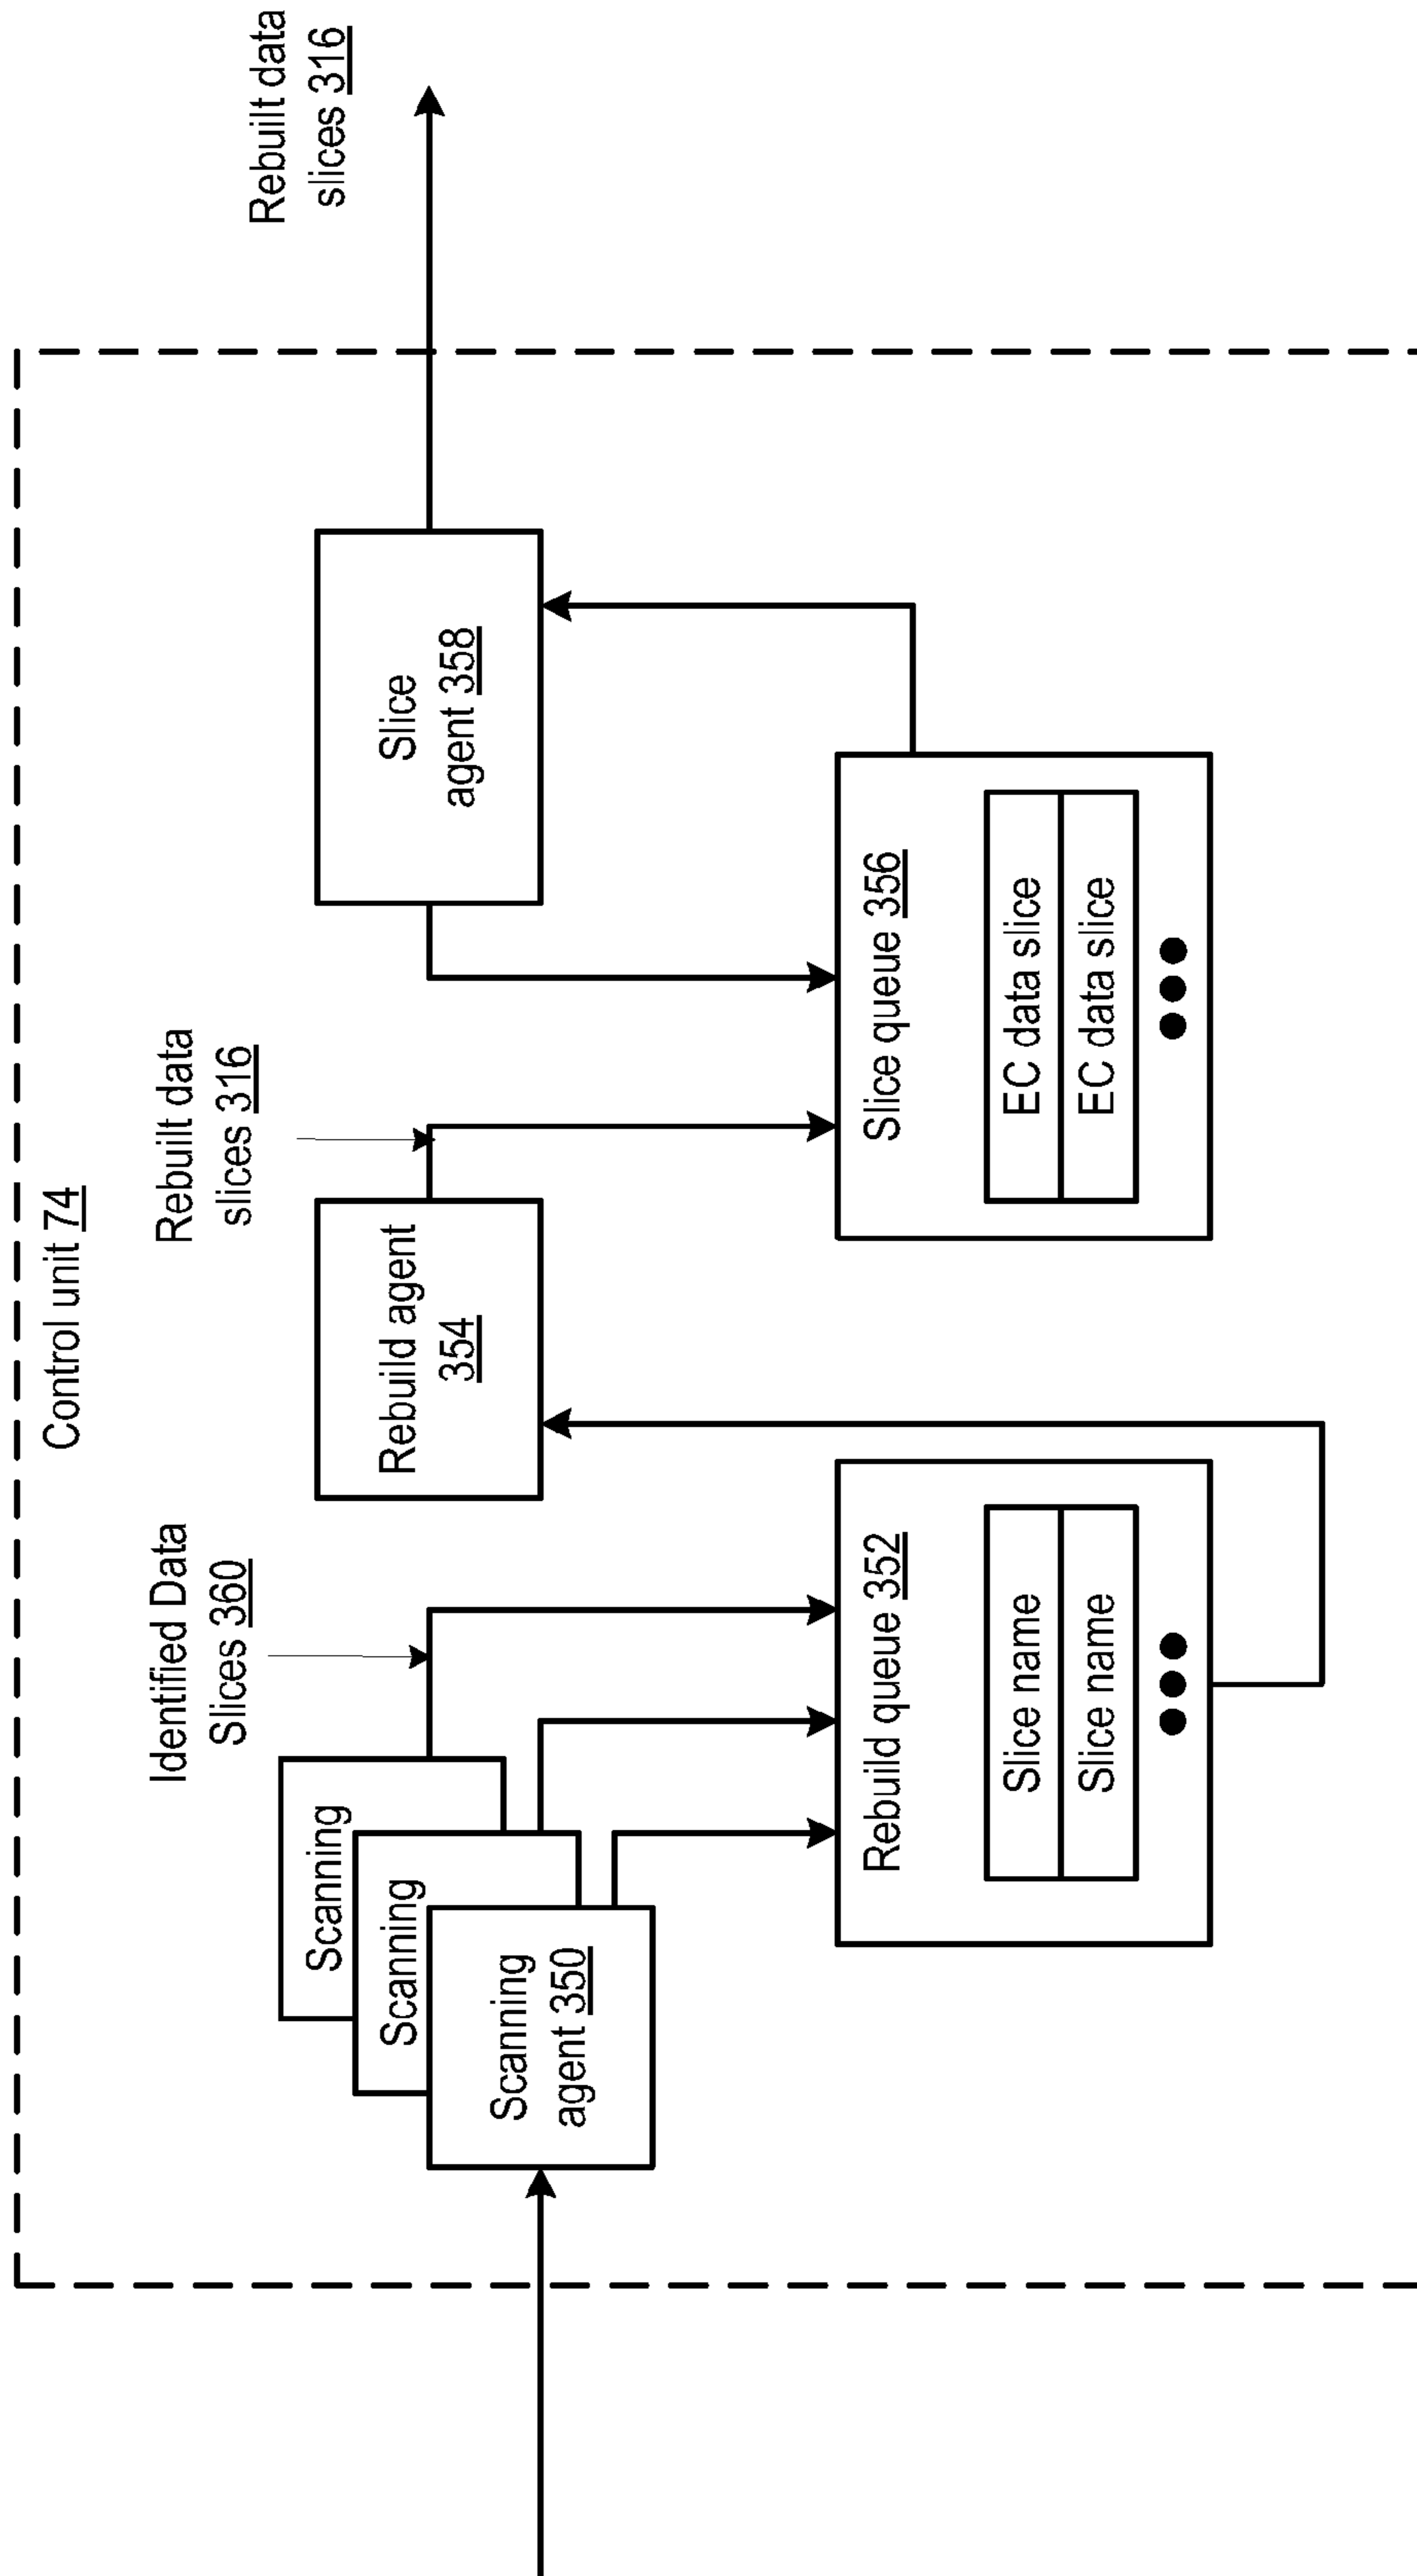 Control unit 74
Identified Data
Slices 360
Rebuilt data
slices 316
Rebuilt data
slices 316
Scanning
Scanning
Scanning
agent 350
Rebuild agent
354
Slice
agent 358
Rebuild queue 352
Slice name
Slice name
Slice queue 356
EC data slice
EC data slice